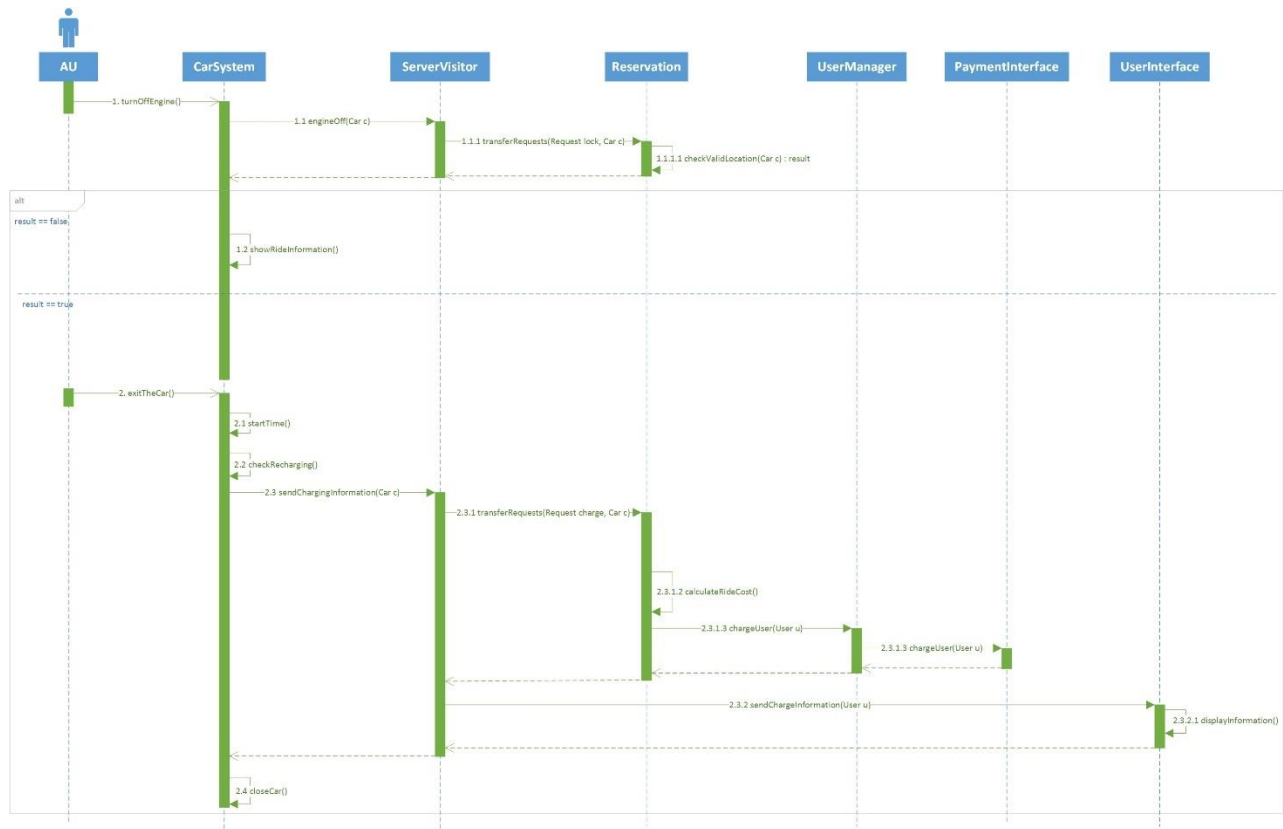 AU
CarSystem
ServerVisitor
Reservation
UserManager
PaymentInterface
UserInterface
1. turnOffEngine()
1.1 engineOff(Car c)
1.1.1 transferRequests(Request lock, Car c)
1.1.1.1 checkValidLocation(Car c) : result
alt
result == false
1.2 showRideInformation()
result == true
2. exitTheCar()
2.1 startTime()
2.2 checkRecharging()
2.3 sendChargingInformation(Car c)
2.3.1 transferRequests(Request charge, Car c)
2.3.1.2 calculateRideCost()
2.3.1.3 chargeUser(User u)
2.3.1.3 chargeUser(User u)
2.3.2 sendChargeInformation(User u)
2.3.2.1 displayInformation()
2.4 closeCar()